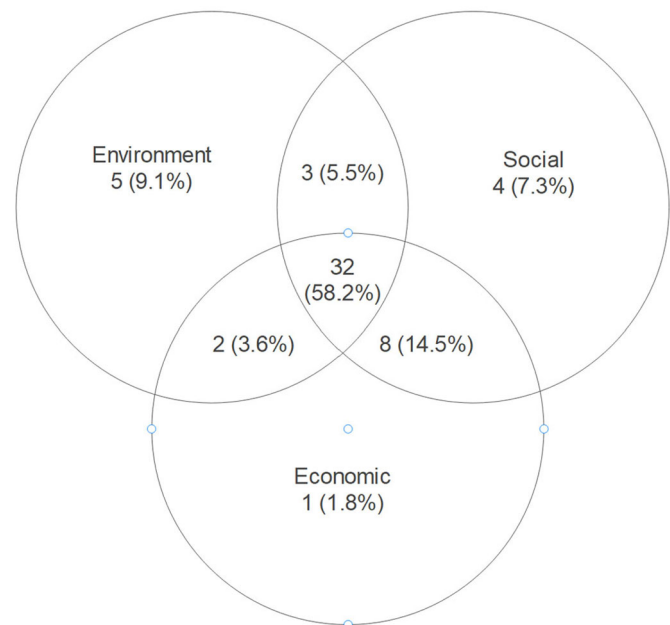 Environment
5 (9.1%)
3 (5.5%)
Social
4 (7.3%)
32
(58.2%)
2 (3.6%)
8 (14.5%)
Economic
1 (1.8%)